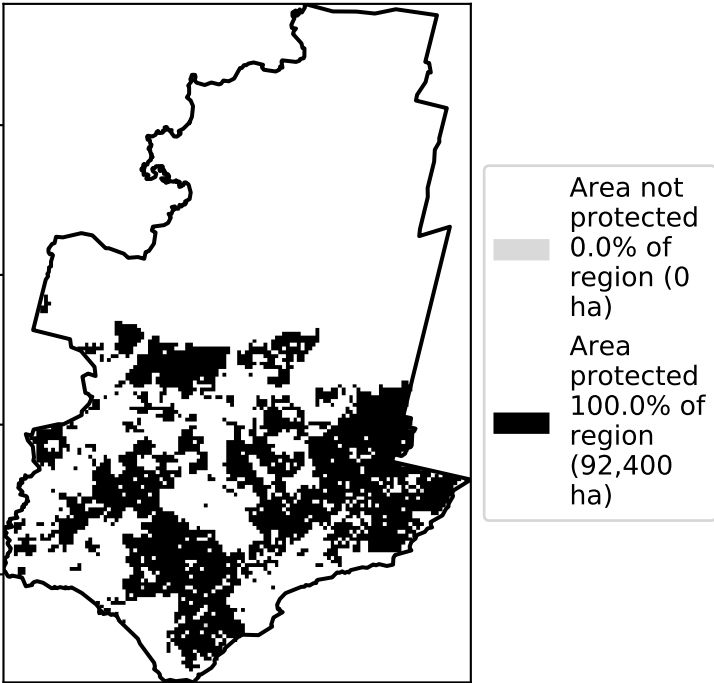 Area not
protected
0.0% of
region (0
ha)
Area
protected
100.0% of
region
(92,400
ha)